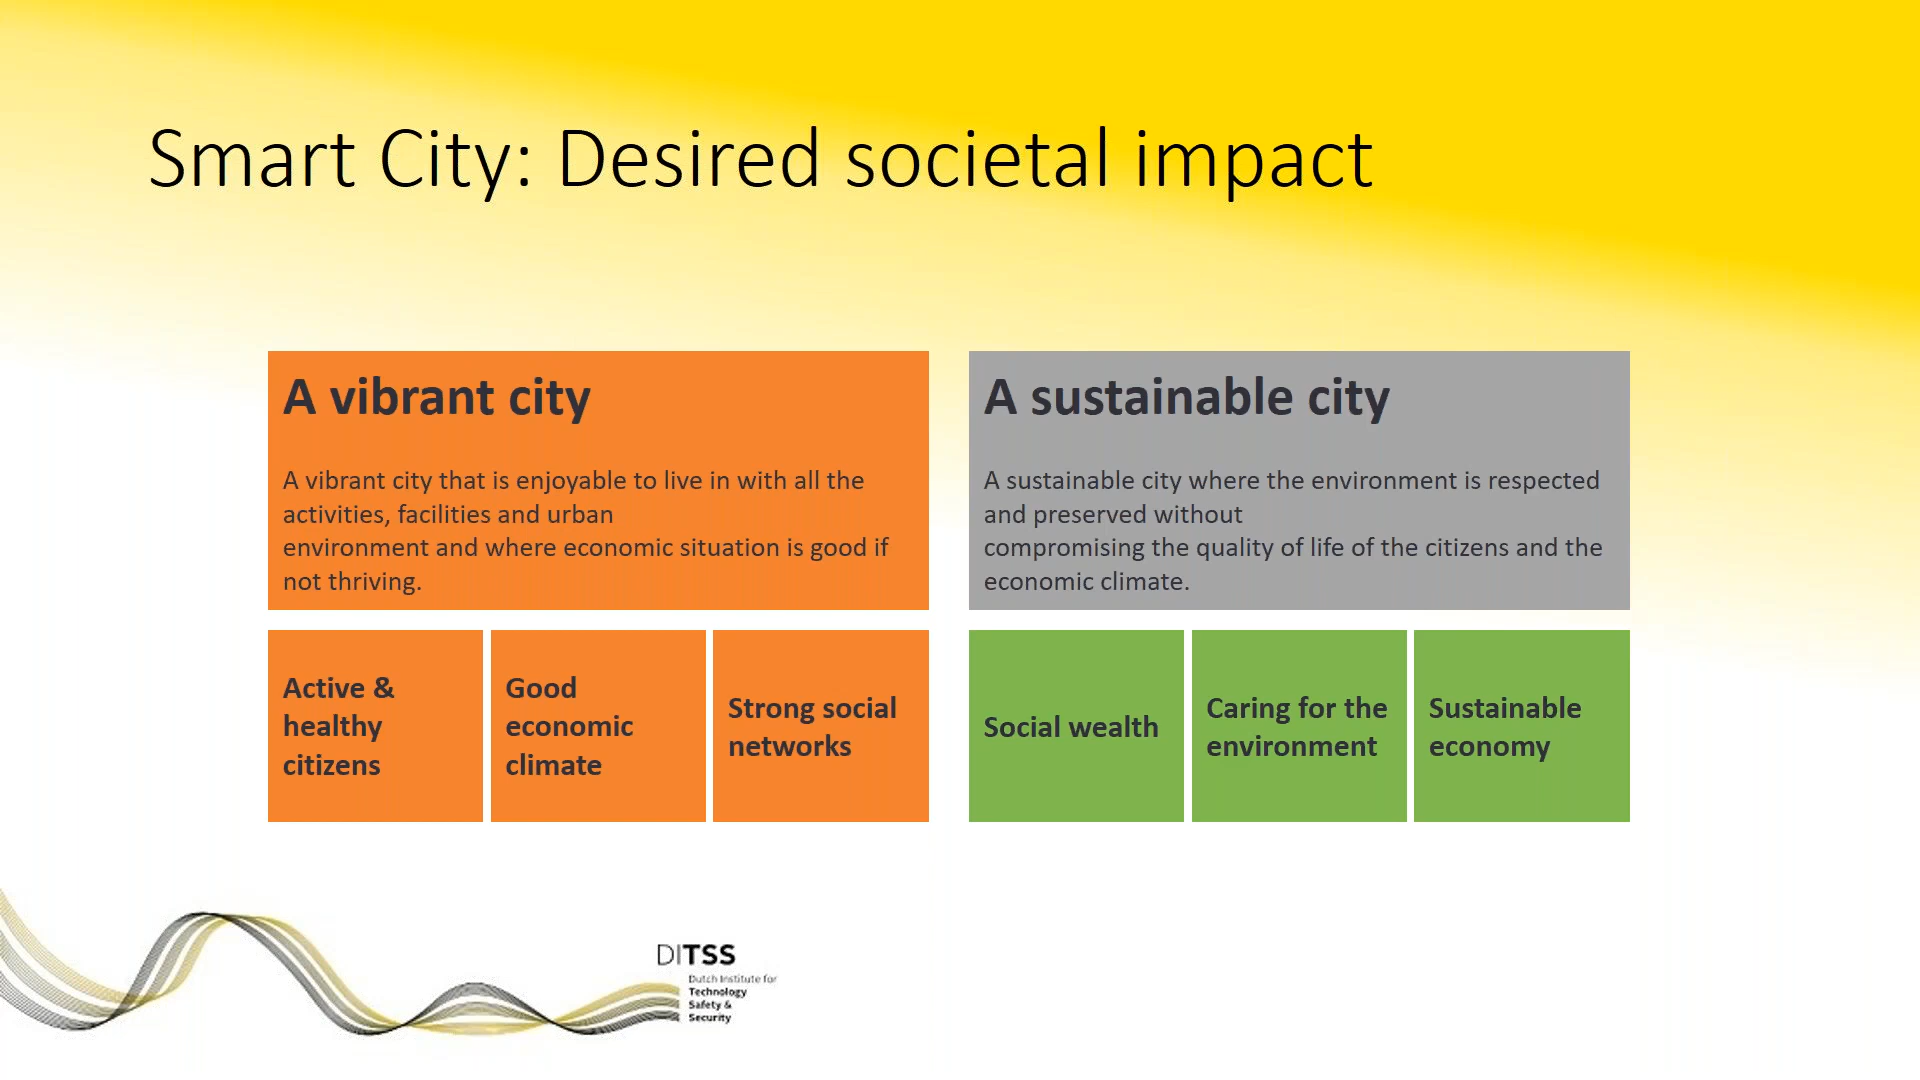 Smart City: Desired societal impact
A vibrant city
A vibrant city that is enjoyable to live in with all the
activities, facilities and urban
environment and where economic situation is good if
not thriving.
Active &
healthy
citizens
Good
economic
climate
Strong social
networks
A sustainable city
A sustainable city where the environment is respected
and preserved without
compromising the quality of life of the citizens and the
economic climate.
Social wealth
Caring for the
environment
Sustainable
economy
DITSS
Dutch Institute for
Technology
Safety &
Security